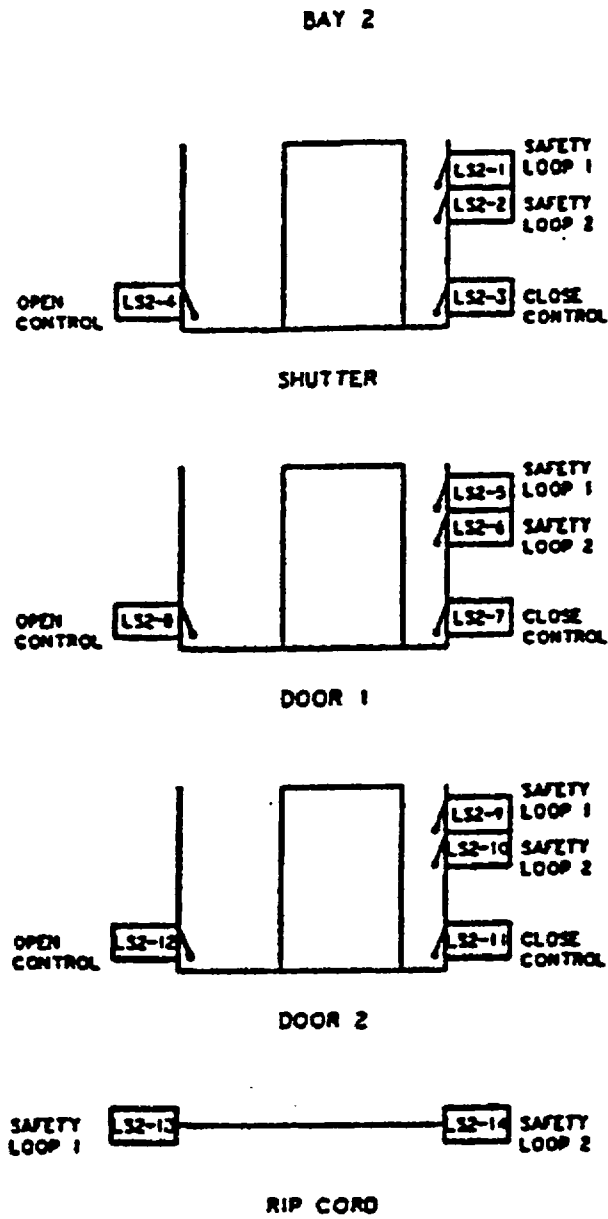 BAY 2
SAFETY
LOOP 1
LS2-1
LS2-2
SAFETY
LOOP 2
OPEN
CONTROL
LS2-4
LS2-3
CLOSE
CONTROL
SHUTTER
SAFETY
LOOP 1
LS2-5
LS2-6
SAFETY
LOOP 2
OPEN
CONTROL
LS2-8
LS2-7
CLOSE
CONTROL
DOOR 1
SAFETY
LOOP 1
LS2-9
LS2-10
SAFETY
LOOP 2
OPEN
CONTROL
LS2-12
LS2-11
CLOSE
CONTROL
DOOR 2
SAFETY
LOOP 1
LS2-13
LS2-14
SAFETY
LOOP 2
RIP CORD